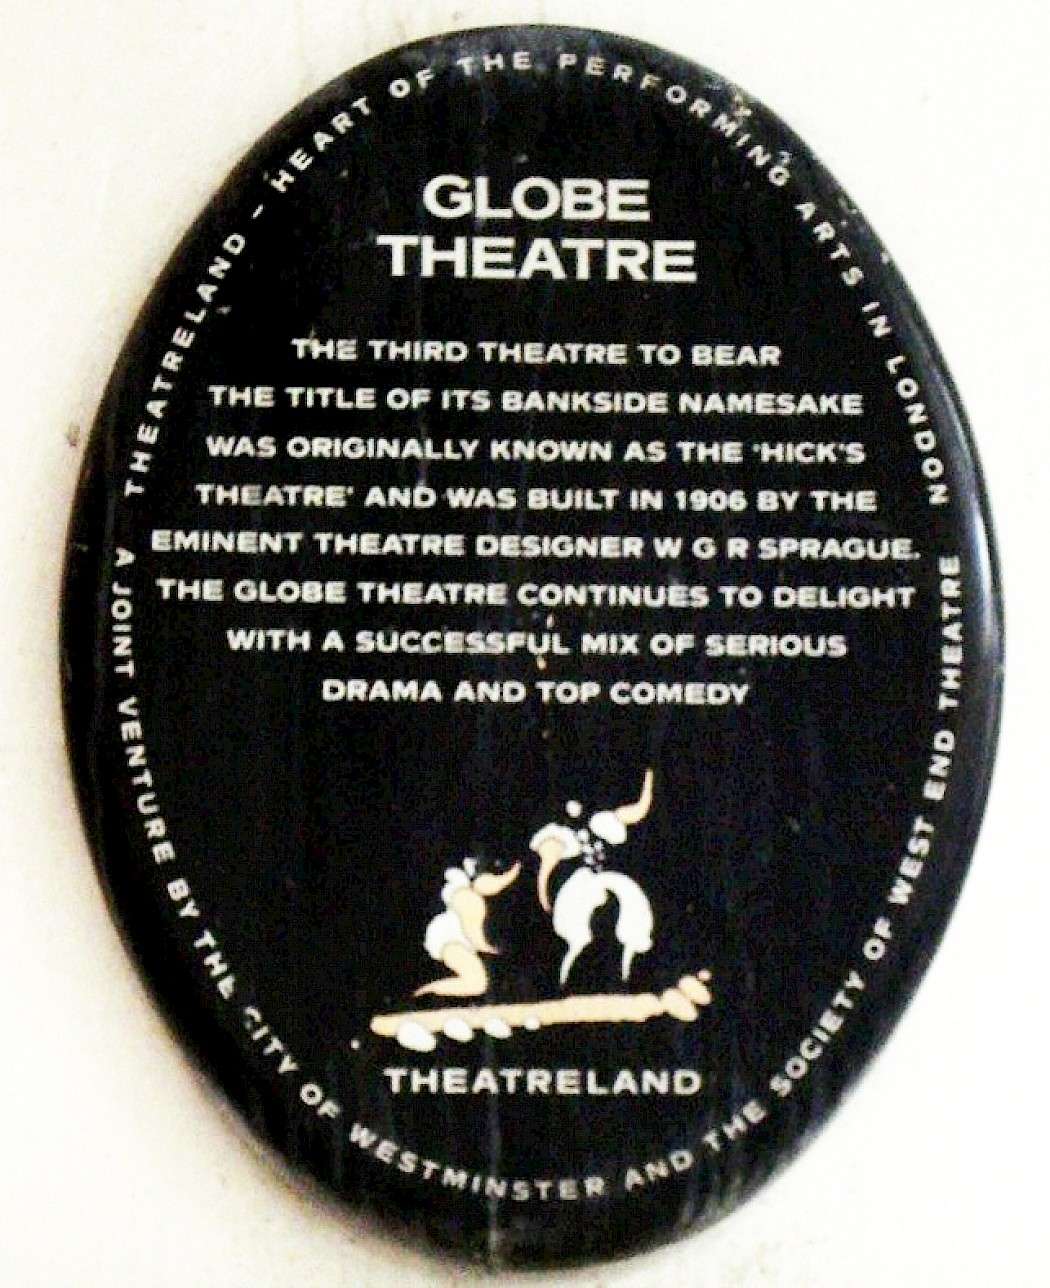 THEATRELAND - HEART OF THE PERFORMING ARTS IN LONDON
GLOBE
THEATRE
THE THIRD THEATRE TO BEAR
THE TITLE OF ITS BANKSIDE NAMESAKE
WAS ORIGINALLY KNOWN AS THE 'HICK'S
THEATRE' AND WAS BUILT IN 1906 BY THE
EMINENT THEATRE DESIGNER W G R SPRAGUE.
THE GLOBE THEATRE CONTINUES TO DELIGHT
WITH A SUCCESSFUL MIX OF SERIOUS
DRAMA AND TOP COMEDY
THEATRELAND
A JOINT VENTURE BY THE CITY OF WESTMINSTER AND THE SOCIETY OF WEST END THEATRE